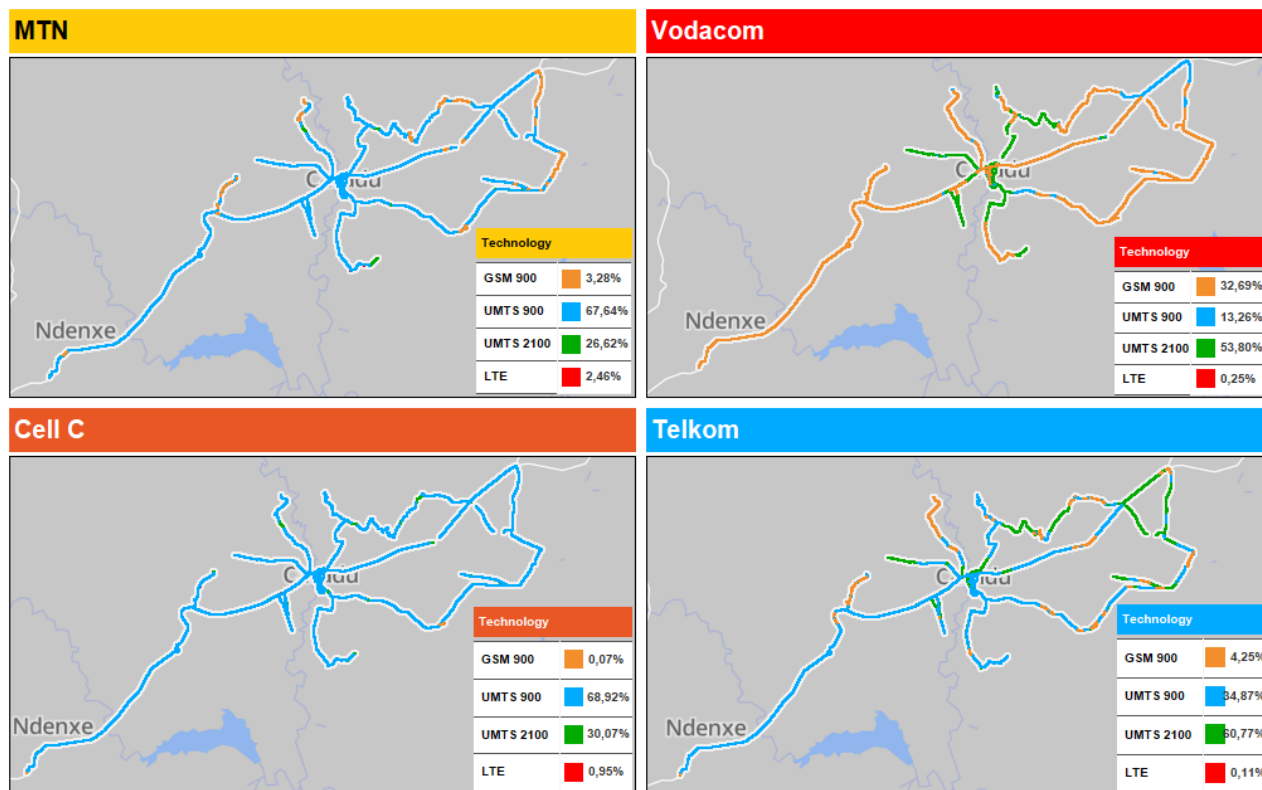 MTN
Ndenxe
Technology
GSM 900 3,28%
UMTS 900 67,64%
UMTS 2100 26,62%
LTE 2,46%
Vodacom
Ndenxe
Technology
GSM 900 32,69%
UMTS 900 13,26%
UMTS 2100 53,80%
LTE 0,25%
Cell C
Ndenxe
Technology
GSM 900 0,07%
UMTS 900 68,92%
UMTS 2100 30,07%
LTE 0,95%
Telkom
Ndenxe
Technology
GSM 900 4,25%
UMTS 900 34,87%
UMTS 2100 60,77%
LTE 0,11%